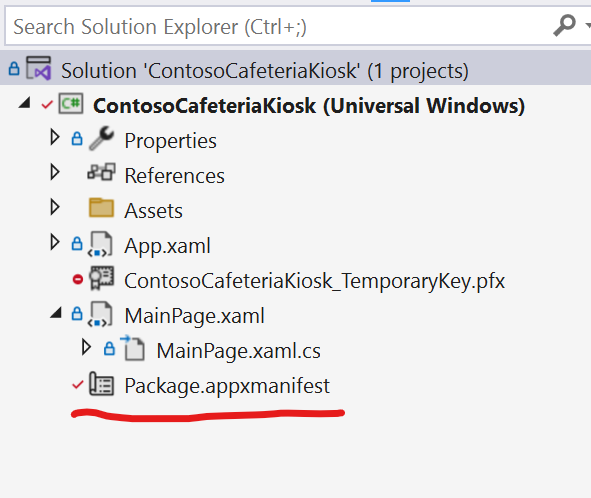 Search Solution Explorer (Ctrl+;)
Solution 'ContosoCafeteriaKiosk' (1 projects)
C# ContosoCafeteriaKiosk (Universal Windows)
Properties
References
Assets
App.xaml
ContosoCafeteriaKiosk_TemporaryKey.pfx
MainPage.xaml
MainPage.xaml.cs
Package.appxmanifest